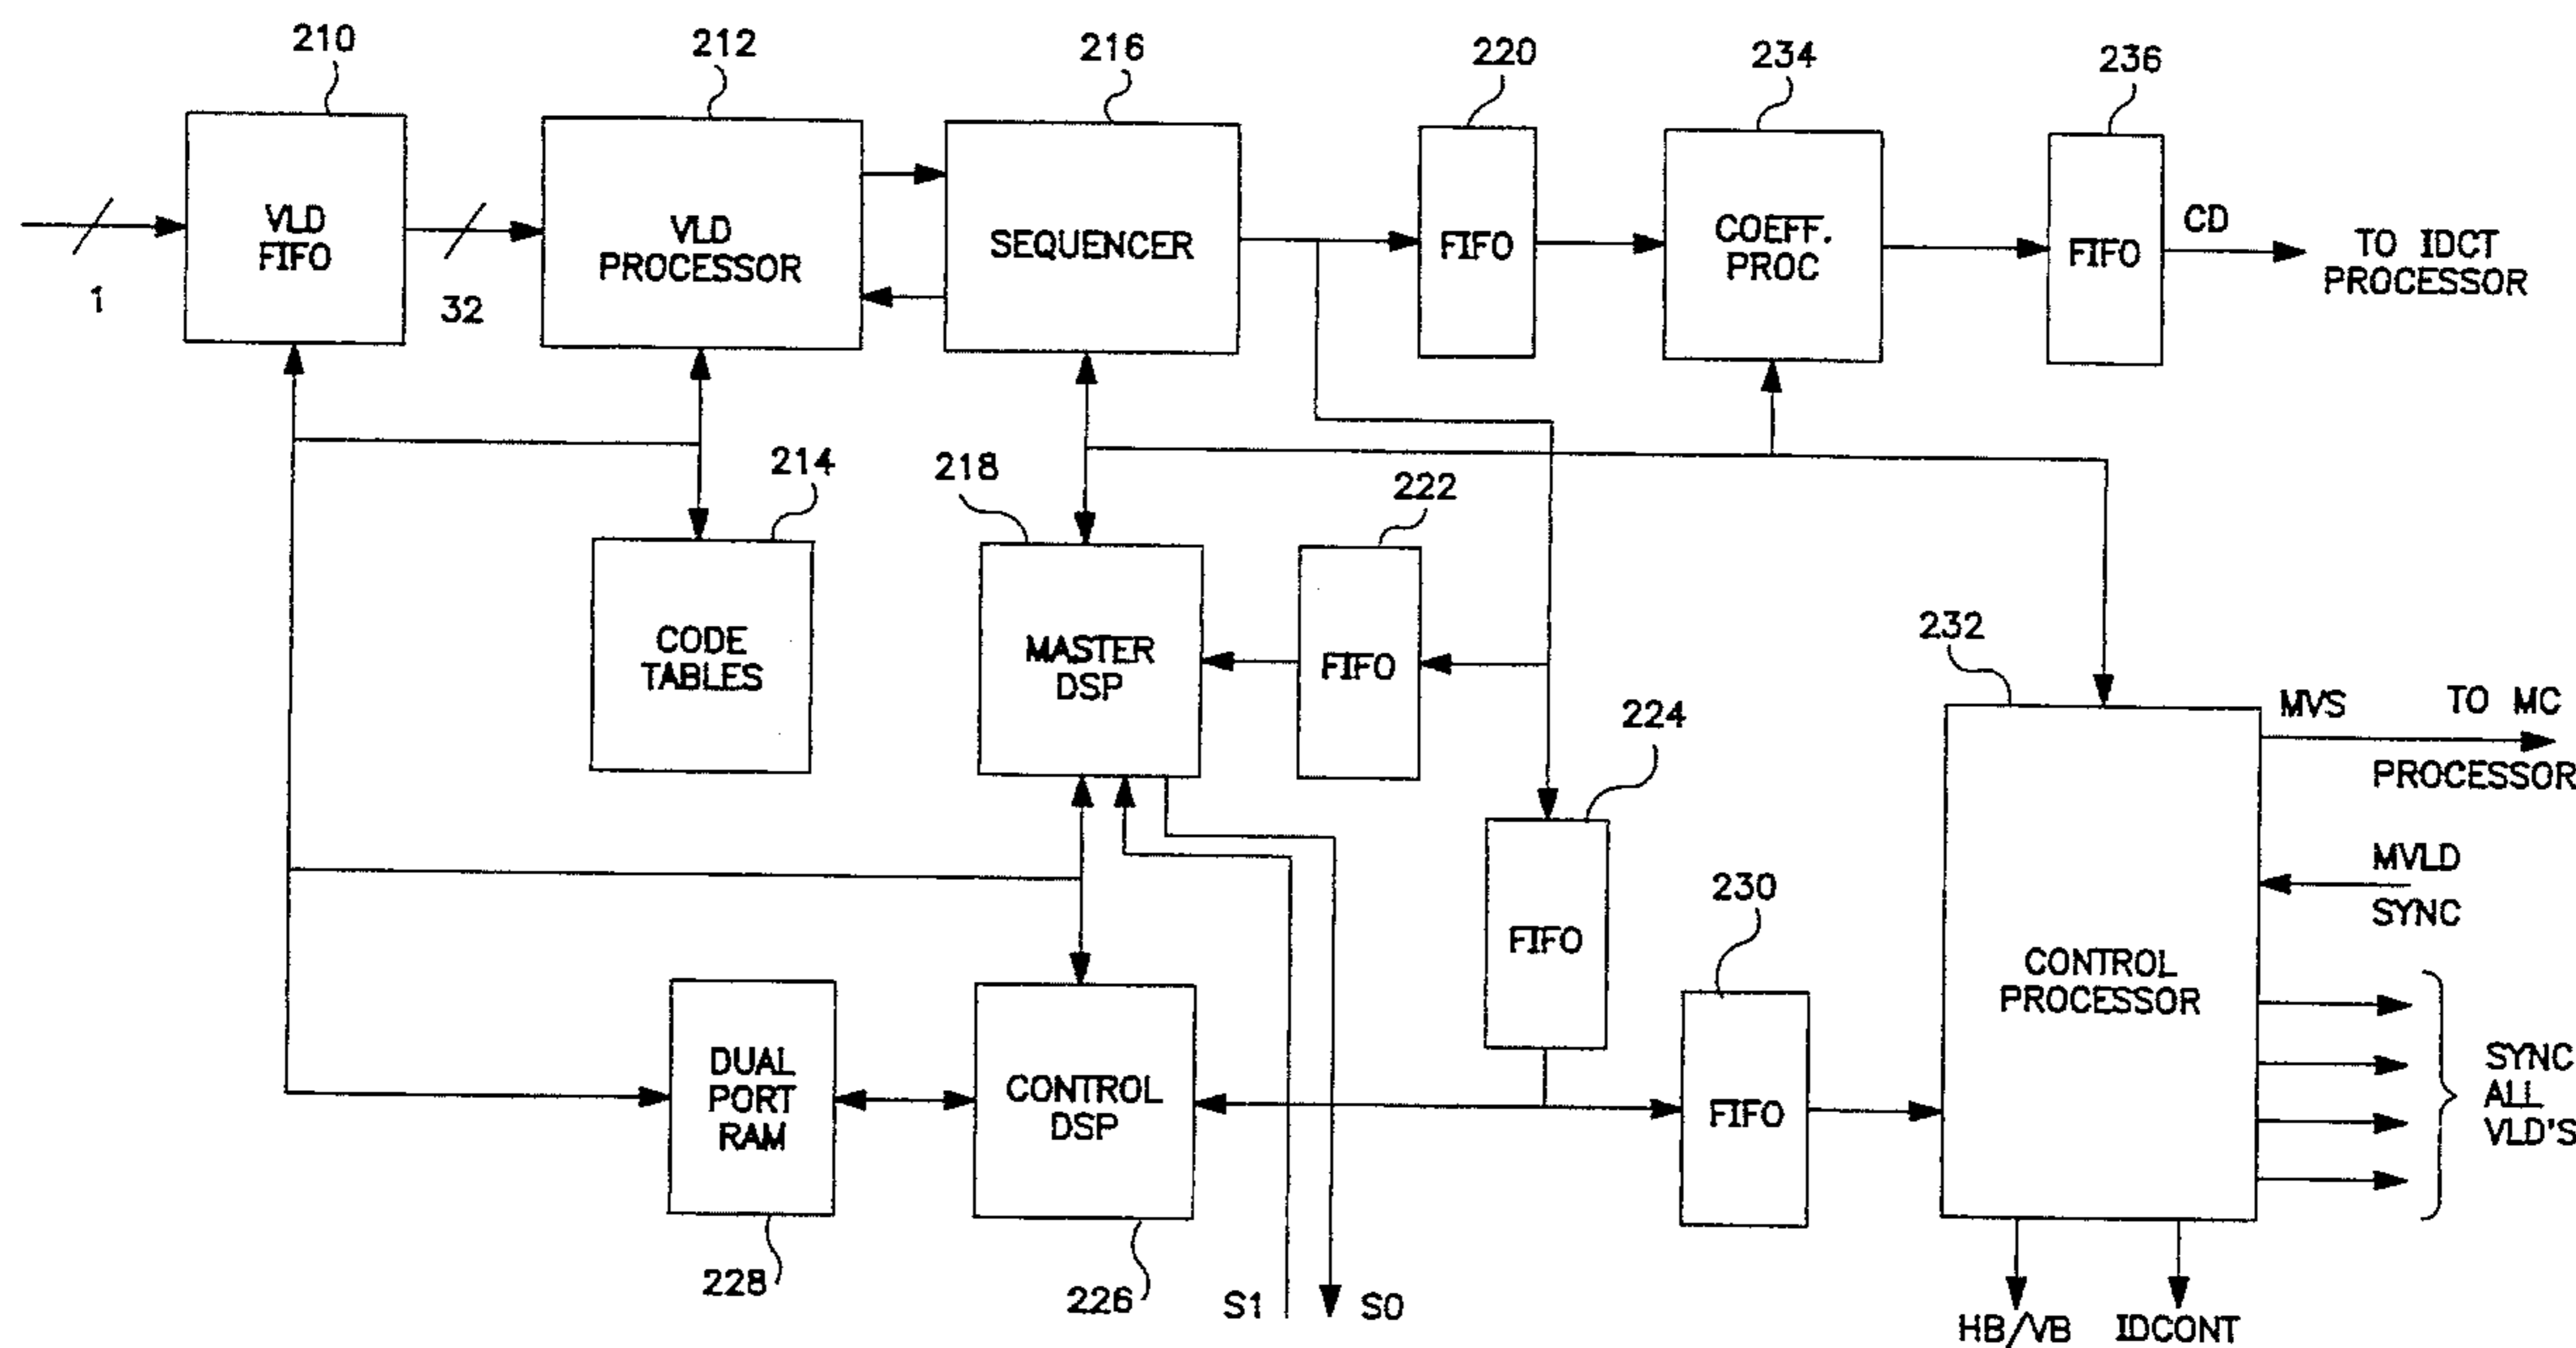 210
212
216
220
234
236
VLD
FIFO
VLD
PROCESSOR
SEQUENCER
FIFO
COEFF.
PROC
FIFO
CD
TO IDCT
PROCESSOR
1
32
214
218
222
CODE
TABLES
MASTER
DSP
FIFO
232
224
MVS
TO MC
PROCESSOR
MVLD
SYNC
FIFO
230
CONTROL
PROCESSOR
DUAL
PORT
RAM
CONTROL
DSP
FIFO
SYNC
ALL
VLD'S
228
226
S1
S0
HB/VB
IDCONT